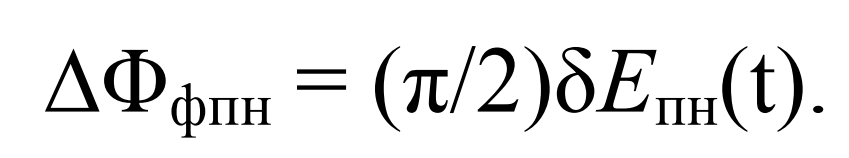 ΔΦфпн = (π/2)δEпн(t).